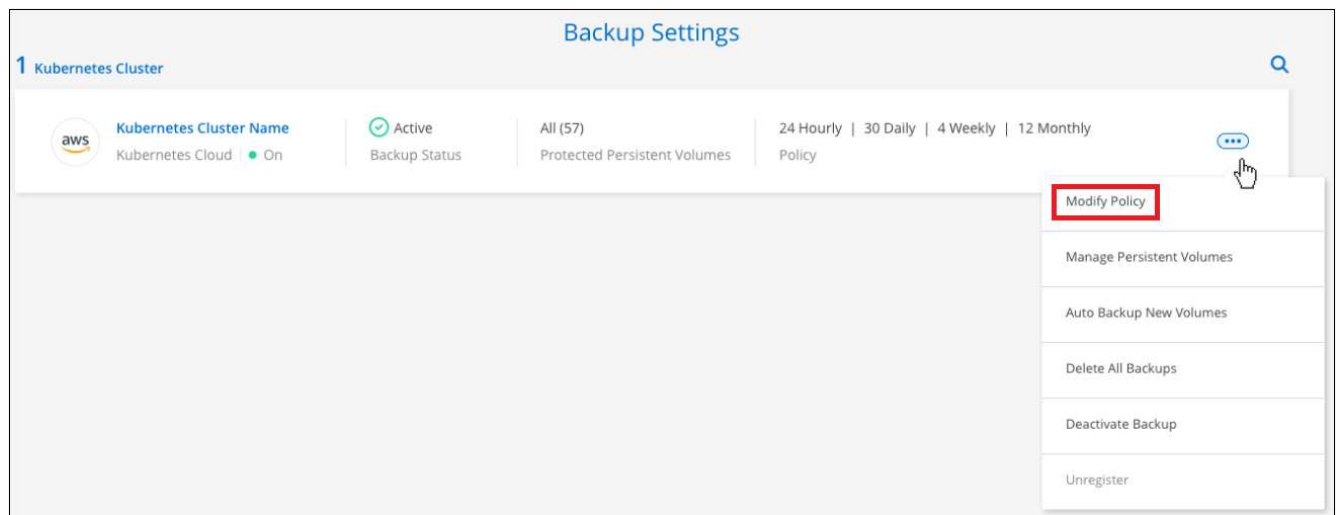 Backup Settings
1 Kubernetes Cluster
aws
Kubernetes Cluster Name
Kubernetes Cloud
On
Active
Backup Status
All (57)
Protected Persistent Volumes
24 Hourly | 30 Daily | 4 Weekly | 12 Monthly
Policy
Modify Policy
Manage Persistent Volumes
Auto Backup New Volumes
Delete All Backups
Deactivate Backup
Unregister